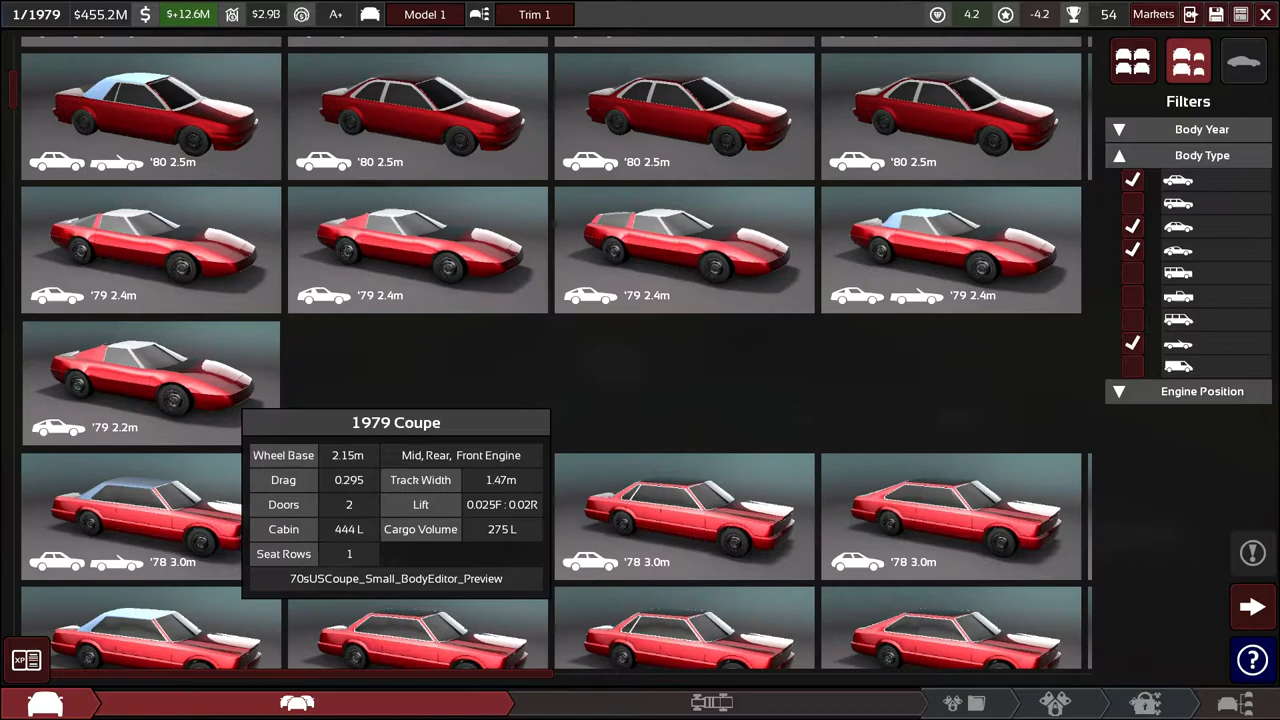 1/1979 $455.2M $ $+12.6M $2.9B A+ Model 1 Trim 1 4.2 -4.2 54 Markets
Filters
Body Year
Body Type
Engine Position
'80 2.5m '80 2.5m '80 2.5m '80 2.5m
'79 2.4m '79 2.4m '79 2.4m '79 2.4m
'79 2.2m
1979 Coupe
Wheel Base 2.15m Mid, Rear, Front Engine
Drag 0.295 Track Width 1.47m
Doors 2 Lift 0.025F : 0.02R
Cabin 444 L Cargo Volume 275 L
Seat Rows 1
70sUSCoupe_Small_BodyEditor_Preview
'78 3.0m '78 3.0m '78 3.0m
XP
?